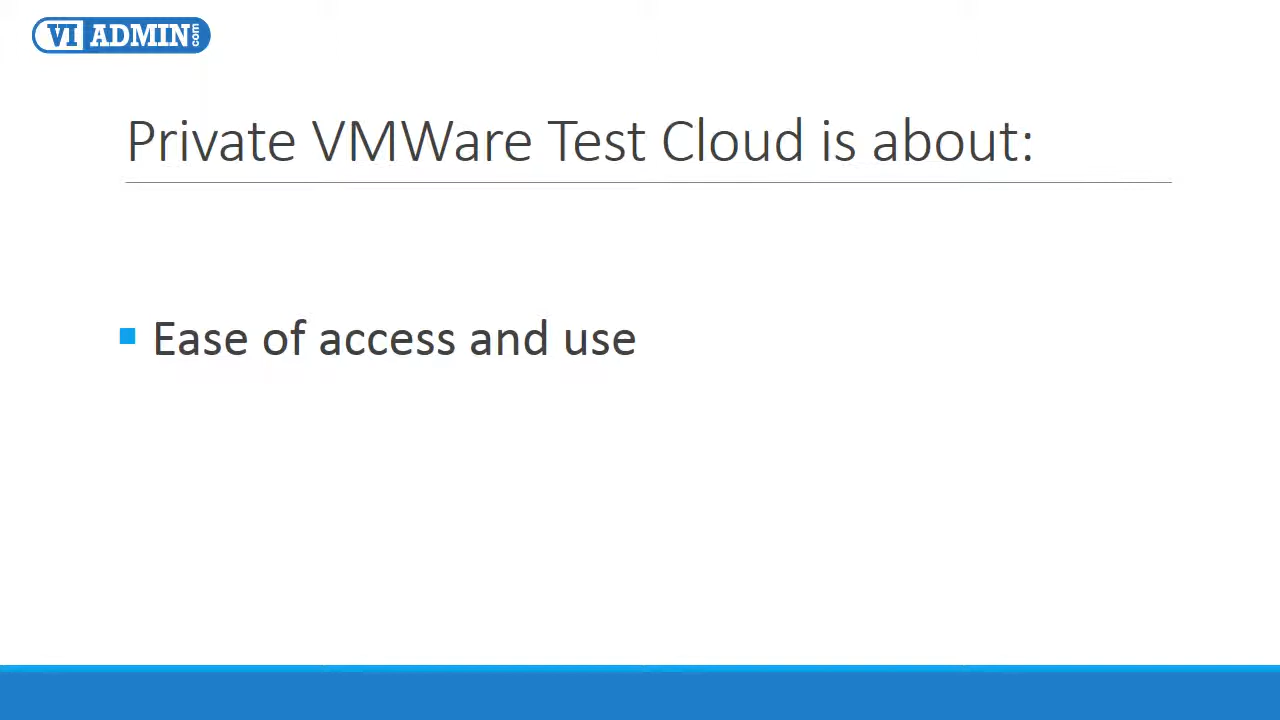 VI ADMIN.com
Private VMWare Test Cloud is about:
Ease of access and use